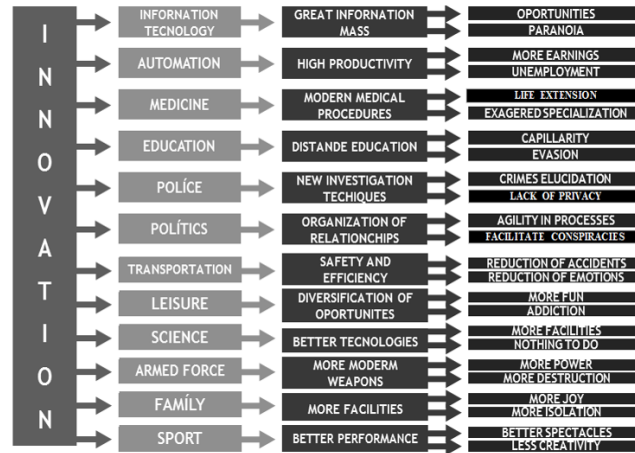 INNOVATION
INFORNATION
TECNOLOGY
GREAT INFORMATION
MASS
OPORTUNITIES
PARANOIA
AUTOMATION
HIGH PRODUCTIVITY
MORE EARNINGS
UNEMPLOYMENT
MEDICINE
MODERN MEDICAL
PROCEDURES
LIFE EXTENSION
EXAGERED SPECIALIZATION
EDUCATION
DISTANDE EDUCATION
CAPILLARITY
EVASION
POLÍCE
NEW INVESTIGATION
TECHIQUES
CRIMES ELUCIDATION
LACK OF PRIVACY
POLÍTICS
ORGANIZATION OF
RELATIONCHIPS
AGILITY IN PROCESSES
FACILITATE CONSPIRACIES
TRANSPORTATION
SAFETY AND
EFFICIENCY
REDUCTION OF ACCIDENTS
REDUCTION OF EMOTIONS
LEISURE
DIVERSIFICATION OF
OPORTUNITES
MORE FUN
ADDICTION
SCIENCE
BETTER TECNOLOGIES
MORE FACILITIES
NOTHING TO DO
ARMED FORCE
MORE MODERM
WEAPONS
MORE POWER
MORE DESTRUCTION
FAMÍLY
MORE FACILITIES
MORE JOY
MORE ISOLATION
SPORT
BETTER PERFORMANCE
BETTER SPECTACLES
LESS CREATIVITY